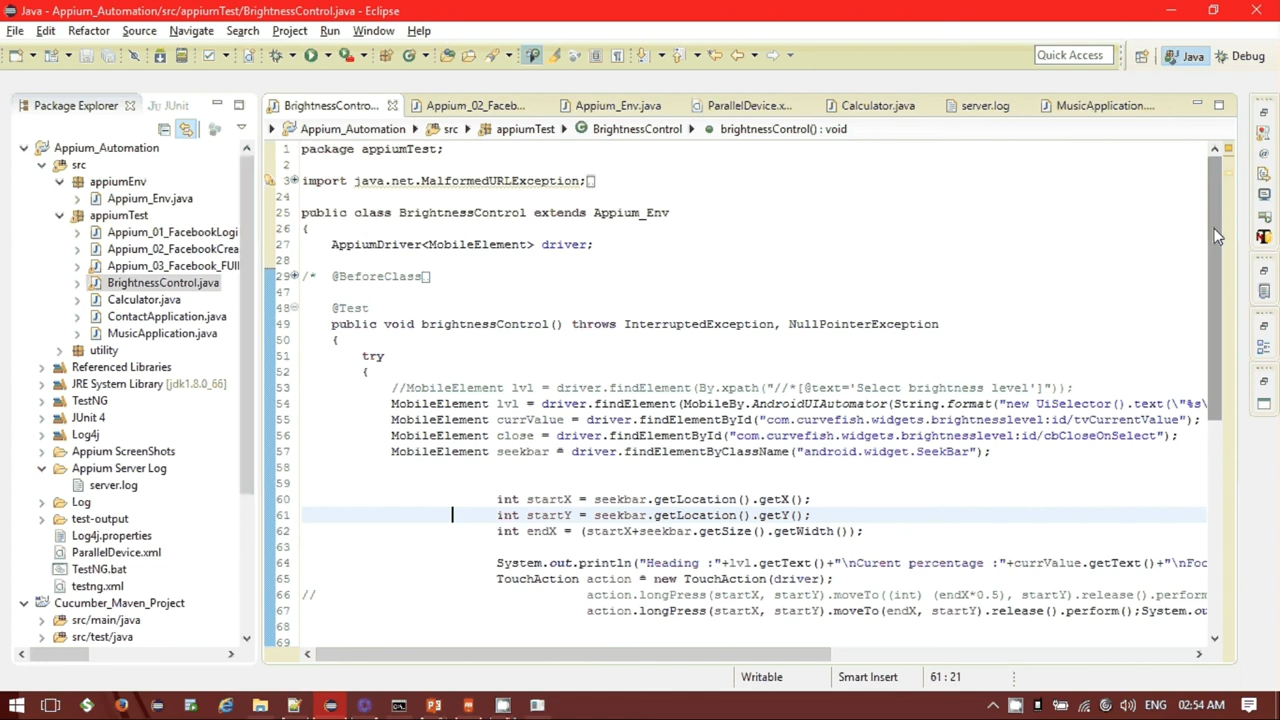 Java - Appium_Automation/src/appiumTest/BrightnessControl.java - Eclipse
File Edit Refactor Source Navigate Search Project Run Window Help
Quick Access Java Debug
Package Explorer JUnit
BrightnessContro... Appium_02_Faceb... Appium_Env.java ParallelDevice.x... Calculator.java server.log MusicApplication....
Appium_Automation src appiumTest BrightnessControl brightnessControl() : void
Appium_Automation
src
appiumEnv
Appium_Env.java
appiumTest
Appium_01_FacebookLogi
Appium_02_FacebookCrea
Appium_03_Facebook_FUll
BrightnessControl.java
Calculator.java
ContactApplication.java
MusicApplication.java
utility
Referenced Libraries
JRE System Library [jdk1.8.0_66]
TestNG
JUnit 4
Log4j
Appium ScreenShots
Appium Server Log
server.log
Log
test-output
Log4j.properties
ParallelDevice.xml
TestNG.bat
testng.xml
Cucumber_Maven_Project
src/main/java
src/test/java
1 package appiumTest;
2
3 import java.net.MalformedURLException;
24
25 public class BrightnessControl extends Appium_Env
26 {
27 AppiumDriver<MobileElement> driver;
28
29 /* @BeforeClass
47
48 @Test
49 public void brightnessControl() throws InterruptedException, NullPointerException
50 {
51 try
52 {
53 //MobileElement lvl = driver.findElement(By.xpath("//*[@text='Select brightness level']"));
54 MobileElement lvl = driver.findElement(MobileBy.AndroidUIAutomator(String.format("new UiSelector().text(\"%s\
55 MobileElement currValue = driver.findElementById("com.curvefish.widgets.brightnesslevel:id/tvCurrentValue");
56 MobileElement close = driver.findElementById("com.curvefish.widgets.brightnesslevel:id/cbCloseOnSelect");
57 MobileElement seekbar = driver.findElementByClassName("android.widget.SeekBar");
58
59
60 int startX = seekbar.getLocation().getX();
61 int startY = seekbar.getLocation().getY();
62 int endX = (startX+seekbar.getSize().getWidth());
63
64 System.out.println("Heading :"+lvl.getText()+"\nCurent percentage :"+currValue.getText()+"\nFoc
65 TouchAction action = new TouchAction(driver);
66 // action.longPress(startX, startY).moveTo((int) (endX*0.5), startY).release().perform
67 action.longPress(startX, startY).moveTo(endX, startY).release().perform();System.ou
68
69
Writable Smart Insert 61 : 21
ENG 02:54 AM